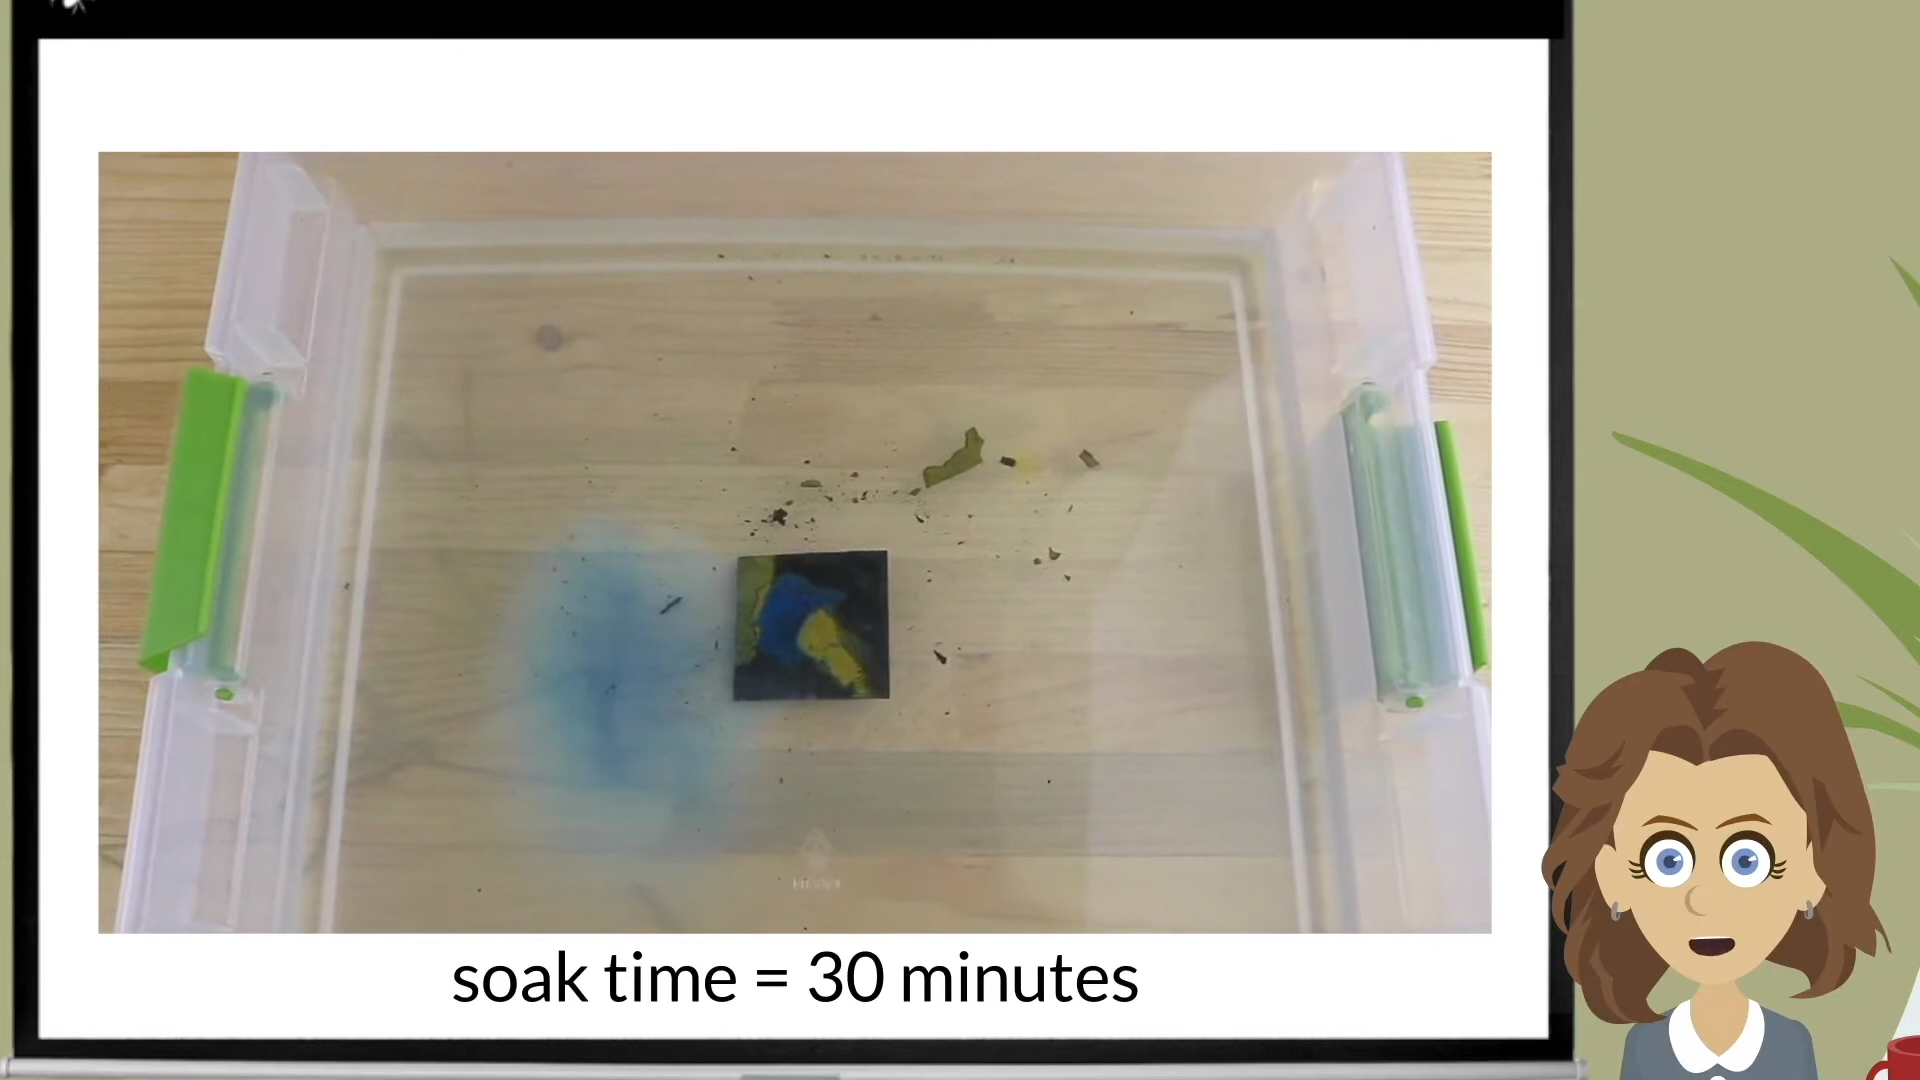 soak time = 30 minutes